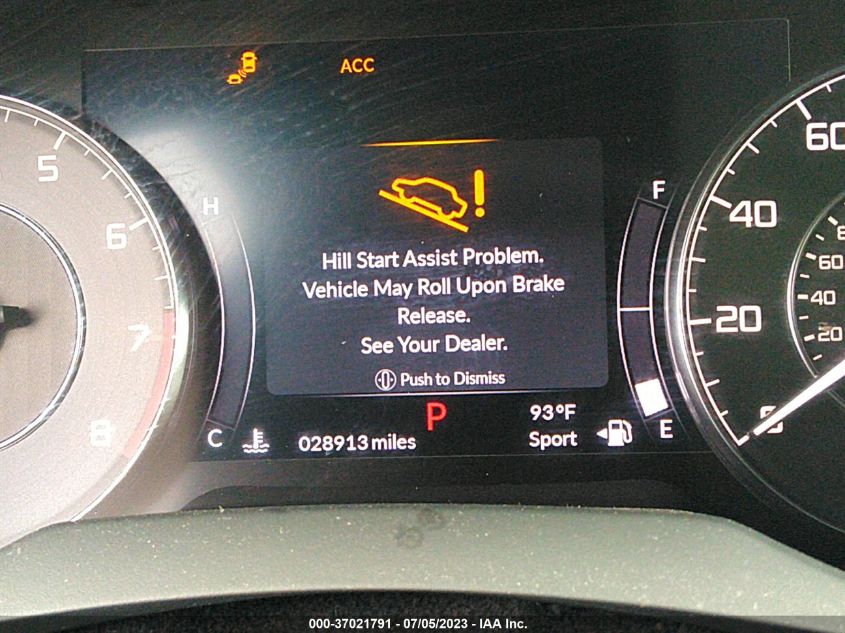 ACC
5
6
7
8
H
C
Hill Start Assist Problem.
Vehicle May Roll Upon Brake
Release.
See Your Dealer.
Push to Dismiss
P
93°F
028913 miles
Sport
F
E
60
40
20
0
80
60
40
20
000-37021791 - 07/05/2023 - IAA Inc.